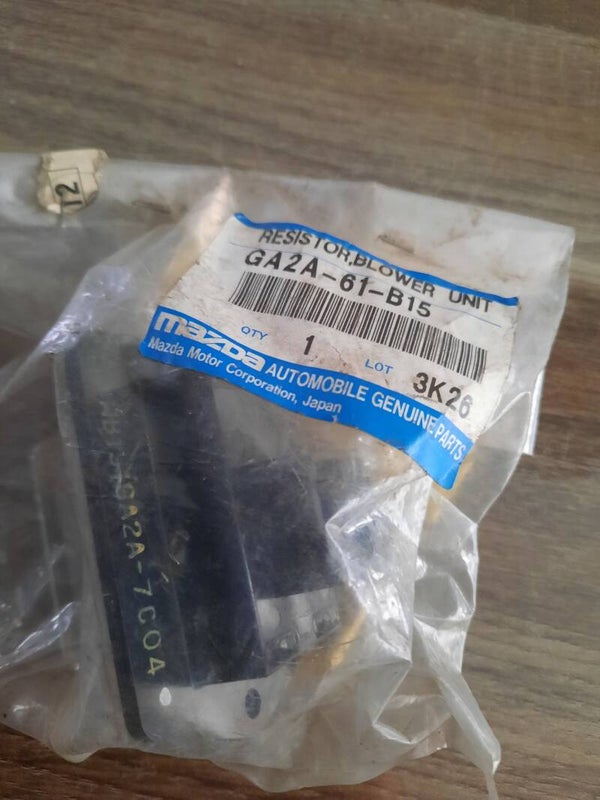 12
RESISTOR,BLOWER UNIT
GA2A-61-B15
QTY 1 LOT 3K26
mazda AUTOMOBILE GENUINE PARTS
Mazda Motor Corporation, Japan
GA2A-7C04